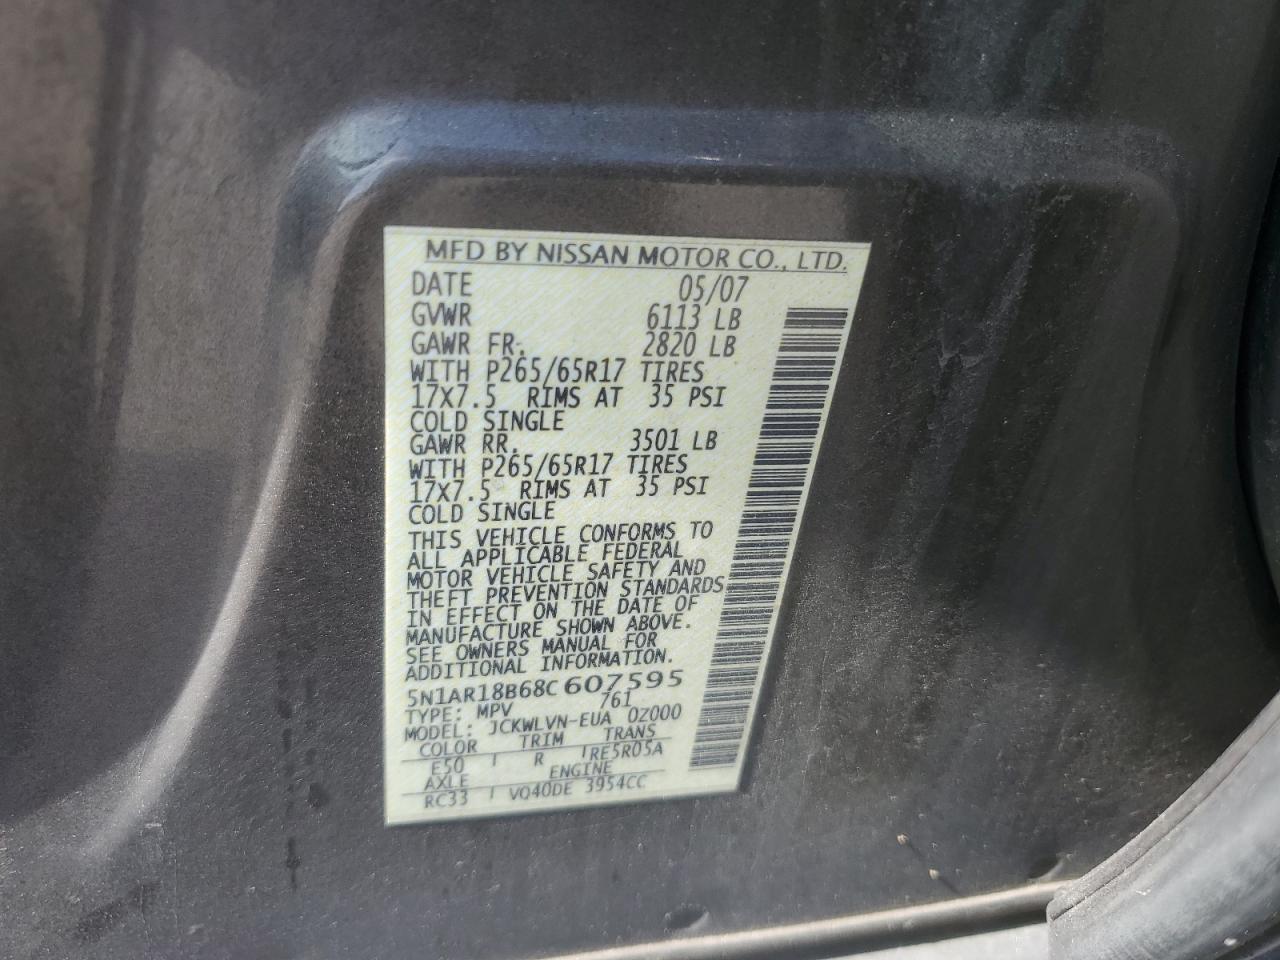 MFD BY NISSAN MOTOR CO., LTD.
DATE 05/07
GVWR 6113 LB
GAWR FR. 2820 LB
WITH P265/65R17 TIRES
17X7.5 RIMS AT 35 PSI
COLD SINGLE
GAWR RR. 3501 LB
WITH P265/65R17 TIRES
17X7.5 RIMS AT 35 PSI
COLD SINGLE
THIS VEHICLE CONFORMS TO
ALL APPLICABLE FEDERAL
MOTOR VEHICLE SAFETY AND
THEFT PREVENTION STANDARDS
IN EFFECT ON THE DATE OF
MANUFACTURE SHOWN ABOVE.
SEE OWNERS MANUAL FOR
ADDITIONAL INFORMATION.
5N1AR18B68C607595
TYPE: MPV /61
MODEL: JCKWLVN-EUA 0Z000
COLOR TRIM TRANS
E50 R RE5R05A
AXLE ENGINE
RC33 VQ40DE 3954CC